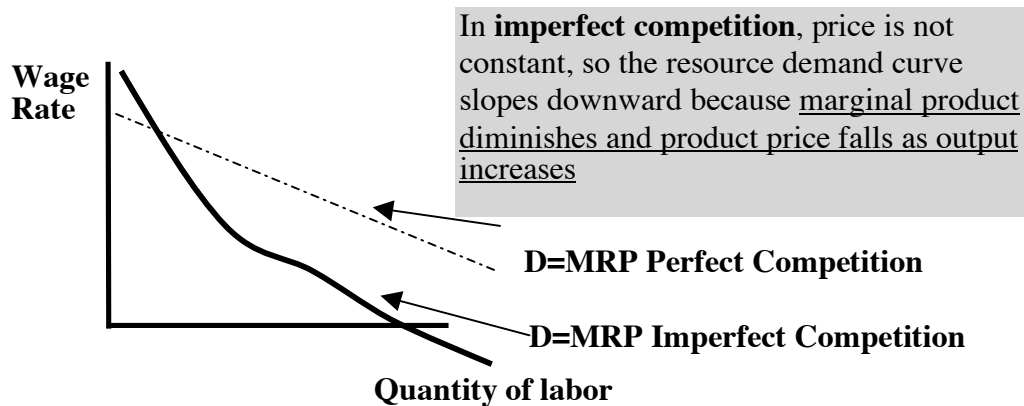 In imperfect competition, price is not
constant, so the resource demand curve
slopes downward because marginal product
diminishes and product price falls as output
increases
Wage
Rate
D=MRP Perfect Competition
D=MRP Imperfect Competition
Quantity of labor